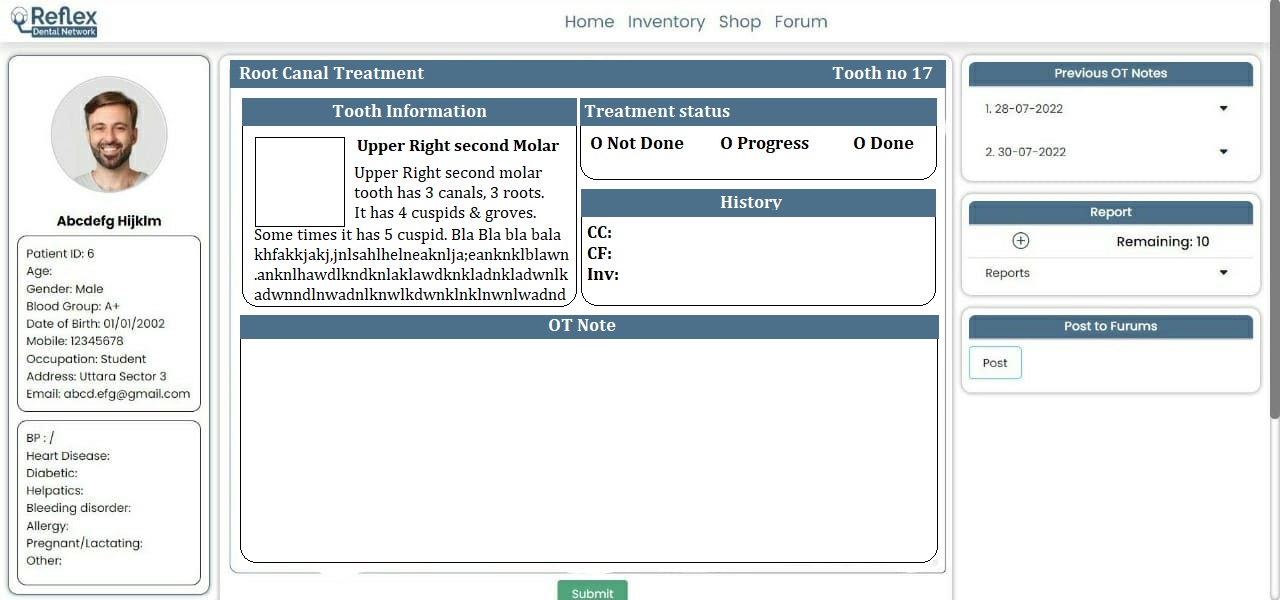 Reflex
Dental Network
Home Inventory Shop Forum
Abcdefg Hijklm
Patient ID: 6
Age:
Gender: Male
Blood Group: A+
Date of Birth: 01/01/2002
Mobile: 12345678
Occupation: Student
Address: Uttara Sector 3
Email: abcd.efg@gmail.com
BP : /
Heart Disease:
Diabetic:
Helpatics:
Bleeding disorder:
Allergy:
Pregnant/Lactating:
Other:
Root Canal Treatment Tooth no 17
Tooth Information
Upper Right second Molar
Upper Right second molar
tooth has 3 canals, 3 roots.
It has 4 cuspids & groves.
Some times it has 5 cuspid. Bla Bla bla bala
khfakkjakj,jnlsahlhelneaknlja;eanknklblawn
.anknlhawdlkndknlaklawdknkladnkladwnlk
adwnndlnwadnlknwlkdwnklnklnwnlwadnd
Treatment status
O Not Done O Progress O Done
History
CC:
CF:
Inv:
OT Note
Submit
Previous OT Notes
1. 28-07-2022
2. 30-07-2022
Report
Remaining: 10
Reports
Post to Furums
Post